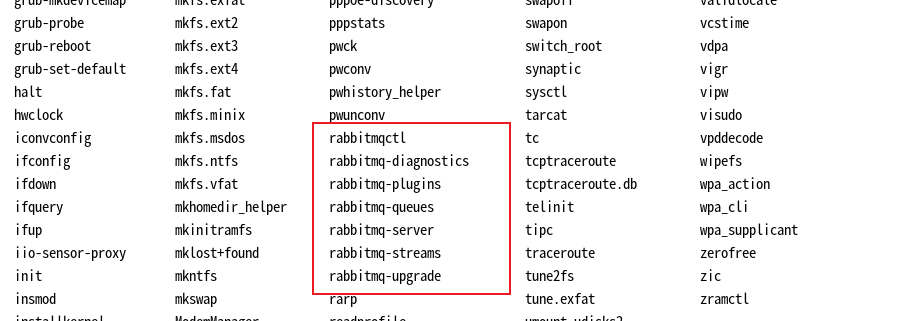 grub-mkdevicemap mkfs.exfat pppoe-discovery swapoff validlocale
grub-probe mkfs.ext2 pppstats swapon vcstime
grub-reboot mkfs.ext3 pwck switch_root vdpa
grub-set-default mkfs.ext4 pwconv synaptic vigr
halt mkfs.fat pwhistory_helper sysctl vipw
hwclock mkfs.minix pwunconv tarcat visudo
iconvconfig mkfs.msdos rabbitmqctl tc vpddecode
ifconfig mkfs.ntfs rabbitmq-diagnostics tcptraceroute wipefs
ifdown mkfs.vfat rabbitmq-plugins tcptraceroute.db wpa_action
ifquery mkhomedir_helper rabbitmq-queues telinit wpa_cli
ifup mkinitramfs rabbitmq-server tipc wpa_supplicant
iio-sensor-proxy mklost+found rabbitmq-streams traceroute zerofree
init mkntfs rabbitmq-upgrade tune2fs zic
insmod mkswap rarp tune.exfat zramctl
installkernel ModemManager readprofile umount.udisks2